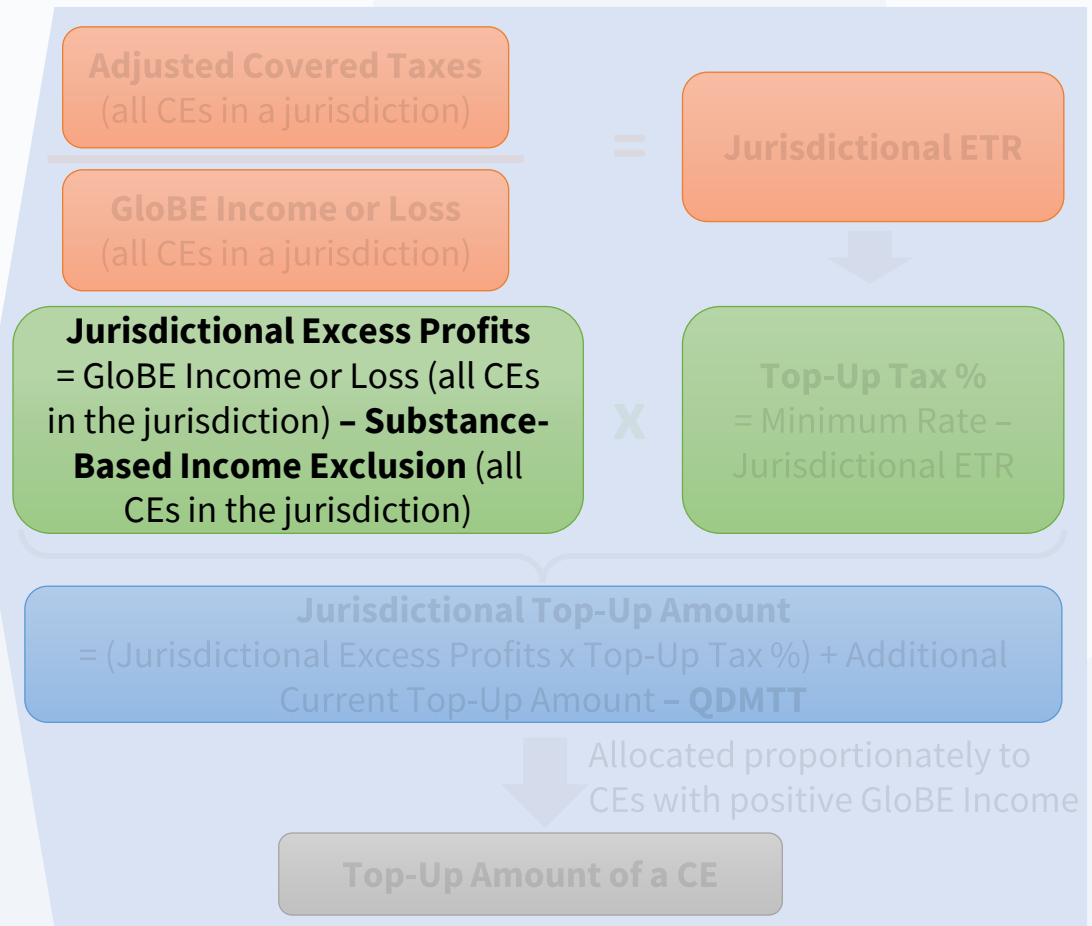 Adjusted Covered Taxes
(all CEs in a jurisdiction)
=
Jurisdictional ETR
GloBE Income or Loss
(all CEs in a jurisdiction)
Jurisdictional Excess Profits
= GloBE Income or Loss (all CEs
in the jurisdiction) – Substance-
Based Income Exclusion (all
CEs in the jurisdiction)
x
Top-Up Tax %
= Minimum Rate –
Jurisdictional ETR
Jurisdictional Top-Up Amount
= (Jurisdictional Excess Profits x Top-Up Tax %) + Additional
Current Top-Up Amount – QDMTT
Allocated proportionately to
CEs with positive GloBE Income
Top-Up Amount of a CE